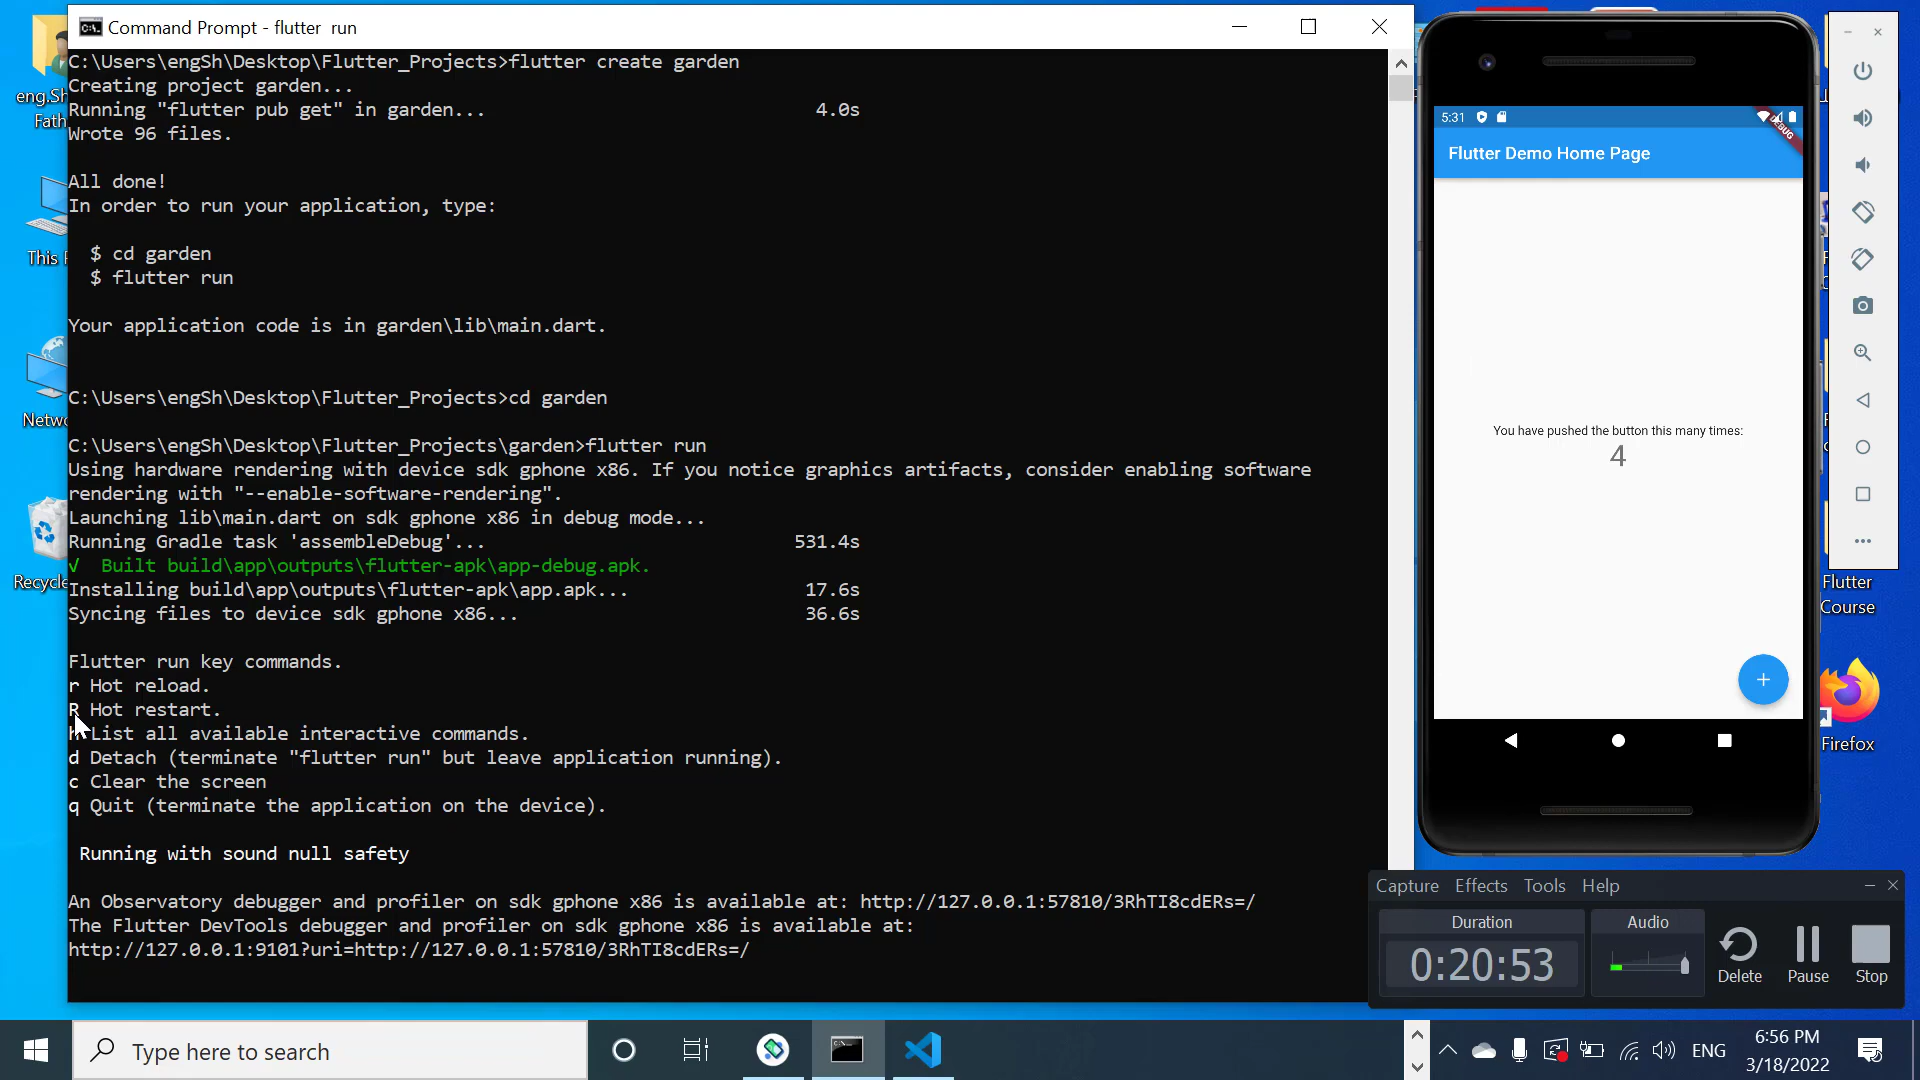 Command Prompt - flutter  run
C:\Users\engSh\Desktop\Flutter_Projects>flutter create garden
Creating project garden...
Running "flutter pub get" in garden...                              4.0s
Wrote 96 files.
All done!
In order to run your application, type:
$ cd garden
$ flutter run
Your application code is in garden\lib\main.dart.
C:\Users\engSh\Desktop\Flutter_Projects>cd garden
C:\Users\engSh\Desktop\Flutter_Projects\garden>flutter run
Using hardware rendering with device sdk gphone x86. If you notice graphics artifacts, consider enabling software
rendering with "--enable-software-rendering".
Launching lib\main.dart on sdk gphone x86 in debug mode...
Running Gradle task 'assembleDebug'...                            531.4s
√  Built build\app\outputs\flutter-apk\app-debug.apk.
Installing build\app\outputs\flutter-apk\app.apk...                17.6s
Syncing files to device sdk gphone x86...                          36.6s
Flutter run key commands.
r Hot reload.
R Hot restart.
h List all available interactive commands.
d Detach (terminate "flutter run" but leave application running).
c Clear the screen
q Quit (terminate the application on the device).
Running with sound null safety
An Observatory debugger and profiler on sdk gphone x86 is available at: http://127.0.0.1:57810/3RhTI8cdERs=/
The Flutter DevTools debugger and profiler on sdk gphone x86 is available at:
http://127.0.0.1:9101?uri=http://127.0.0.1:57810/3RhTI8cdERs=/
eng.Sh
Fath
This
Netwo
Recycle
5:31
DEBUG
Flutter Demo Home Page
You have pushed the button this many times:
4
Flutter
Course
Firefox
Capture Effects Tools Help
Duration
0:20:53
Audio
Delete
Pause
Stop
Type here to search
ENG
6:56 PM
3/18/2022